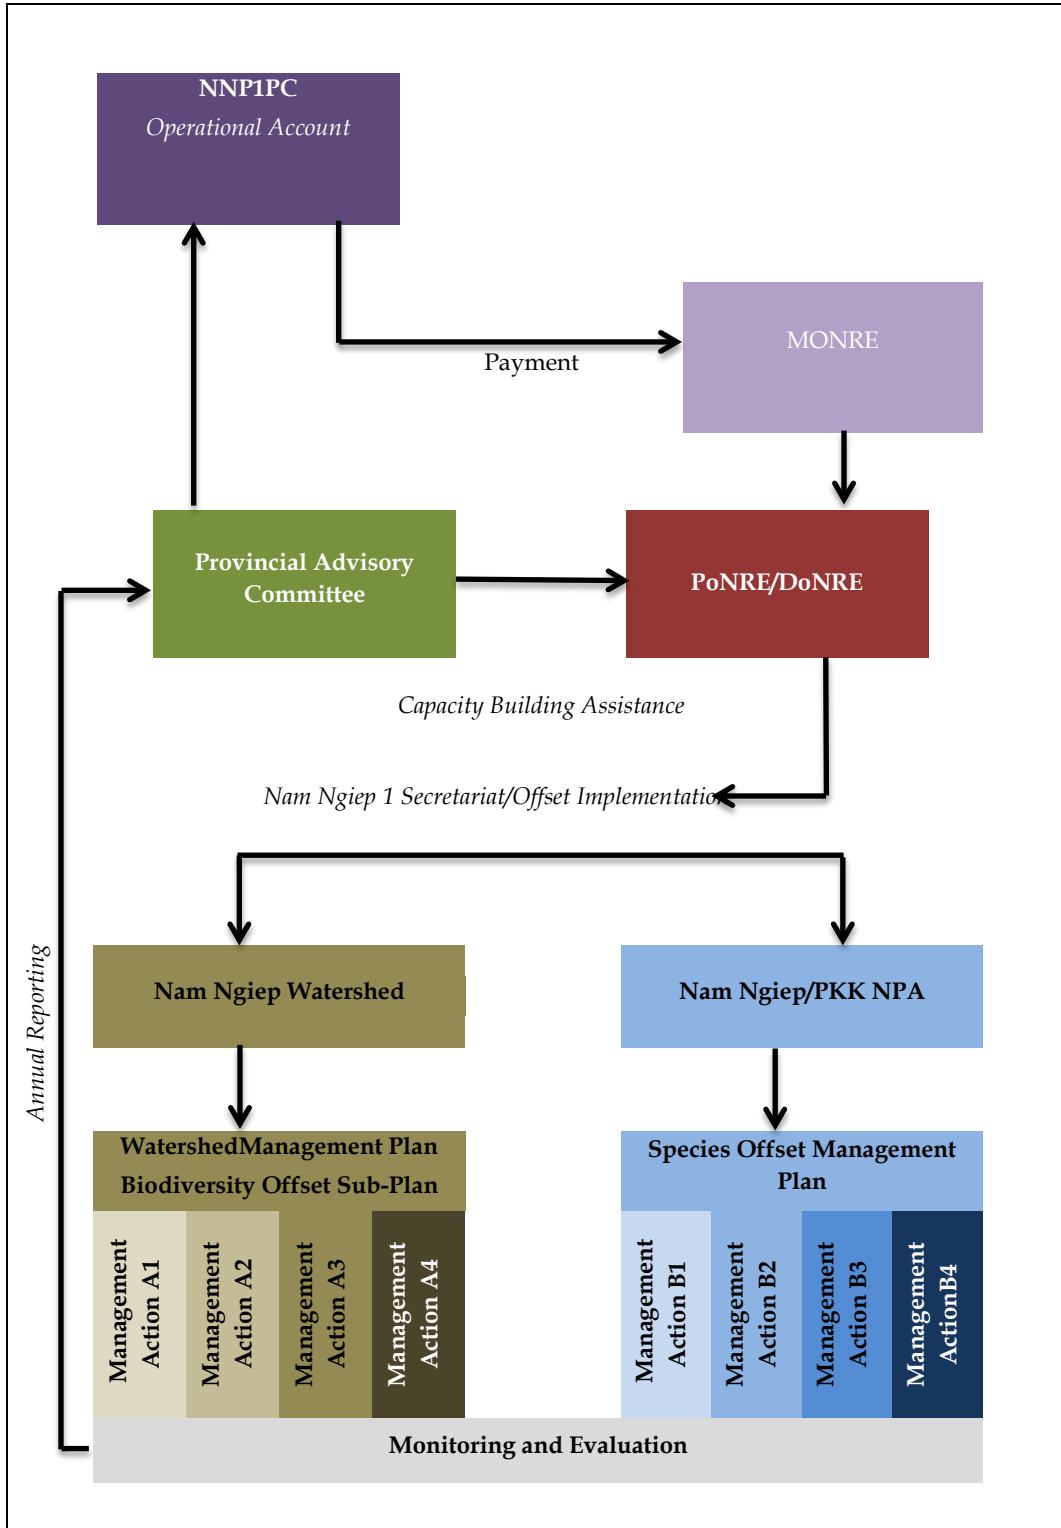 NNP1PC
Operational Account
MONRE
Payment
Provincial Advisory
Committee
PoNRE/DoNRE
Capacity Building Assistance
Nam Ngiep 1 Secretariat/Offset Implementation
Annual Reporting
Nam Ngiep Watershed
Nam Ngiep/PKK NPA
WatershedManagement Plan
Biodiversity Offset Sub-Plan
Species Offset Management
Plan
Management
Action A1
Management
Action A2
Management
Action A3
Management
Action A4
Management
Action B1
Management
Action B2
Management
Action B3
Management
ActionB4
Monitoring and Evaluation